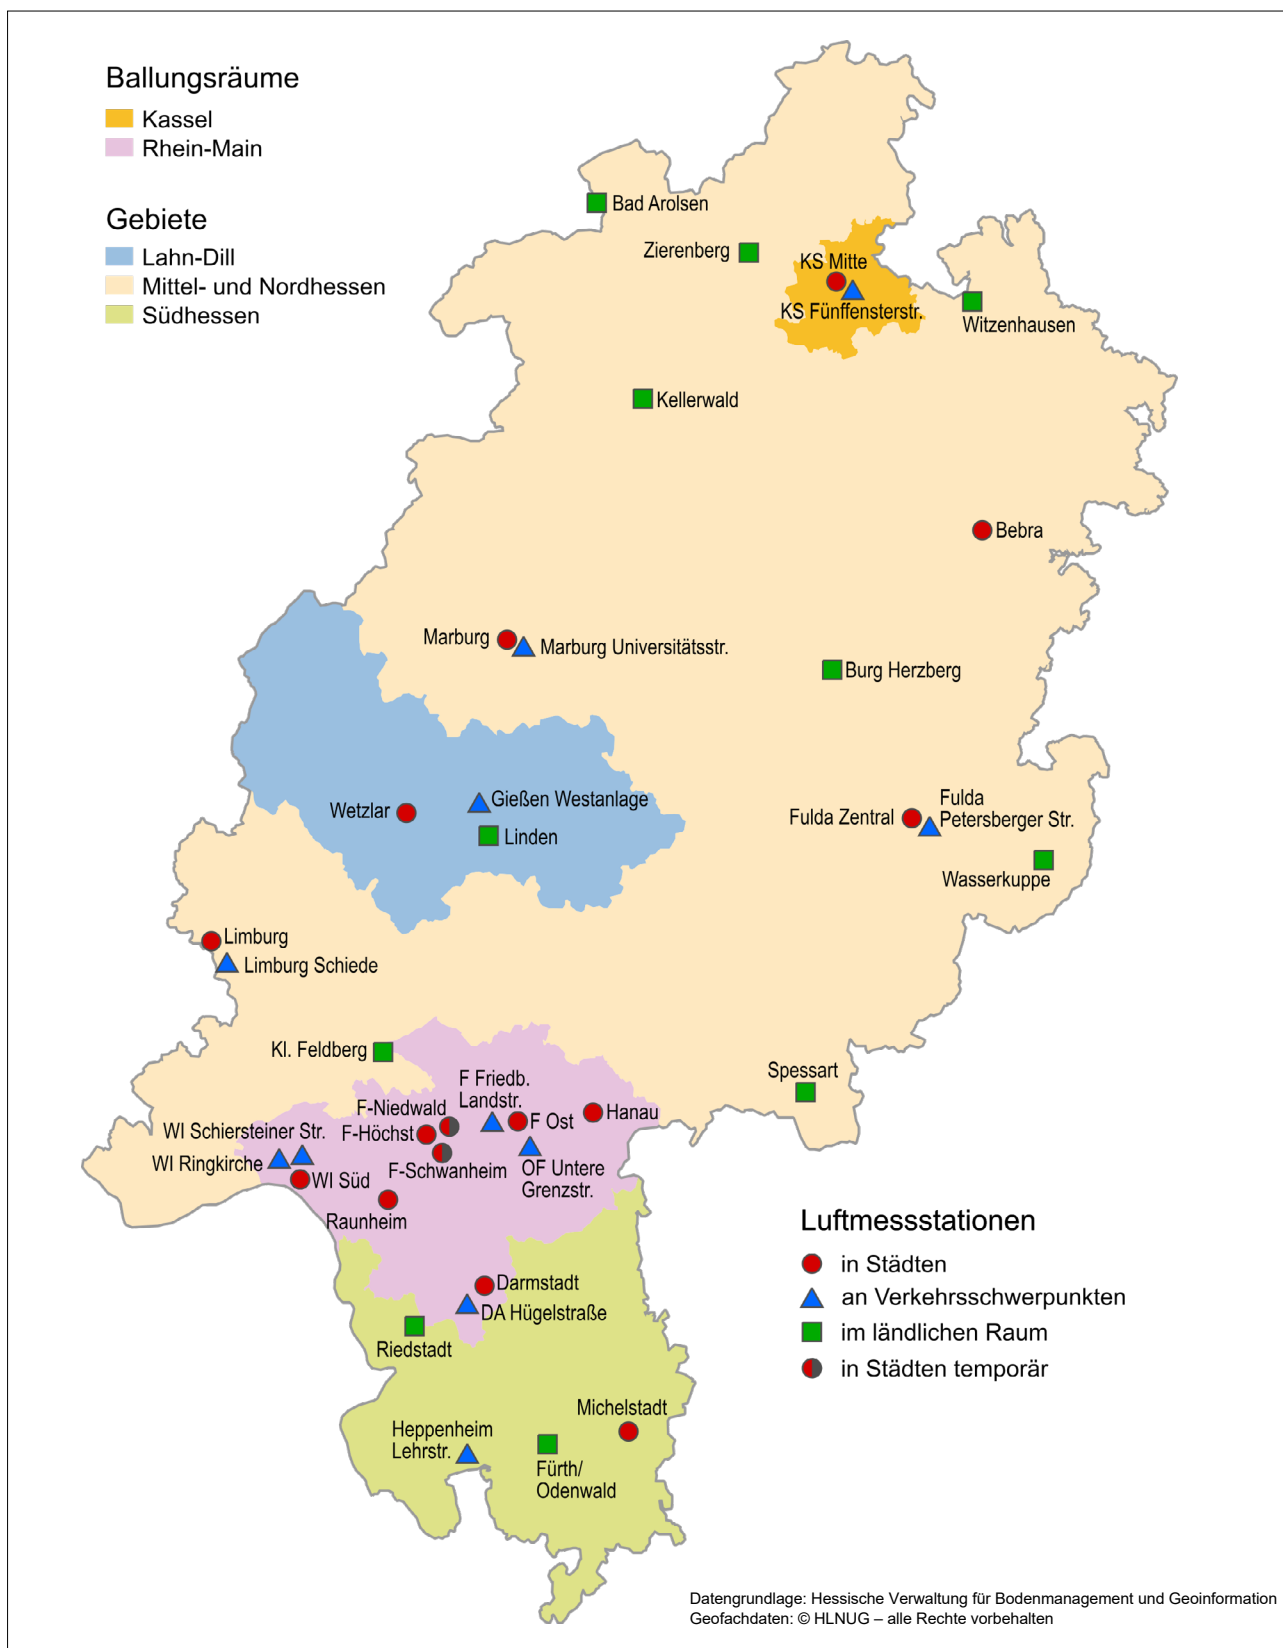 Ballungsräume
Kassel
Rhein-Main
Gebiete
Lahn-Dill
Mittel- und Nordhessen
Südhessen
Bad Arolsen
Zierenberg
KS Mitte
KS Fünffensterstr.
Witzenhausen
Kellerwald
Bebra
Marburg
Marburg Universitätsstr.
Burg Herzberg
Wetzlar
Gießen Westanlage
Linden
Fulda Zentral
Fulda
Petersberger Str.
Wasserkuppe
Limburg
Limburg Schiede
Kl. Feldberg
Spessart
F Friedb.
Landstr.
F-Niedwald
F-Höchst
F Ost
Hanau
WI Schiersteiner Str.
WI Ringkirche
WI Süd
F-Schwanheim
OF Untere
Grenzstr.
Raunheim
Darmstadt
DA Hügelstraße
Riedstadt
Michelstadt
Heppenheim
Lehrstr.
Fürth/
Odenwald
Luftmessstationen
in Städten
an Verkehrsschwerpunkten
im ländlichen Raum
in Städten temporär
Datengrundlage: Hessische Verwaltung für Bodenmanagement und Geoinformation
Geofachdaten: © HLNUG – alle Rechte vorbehalten